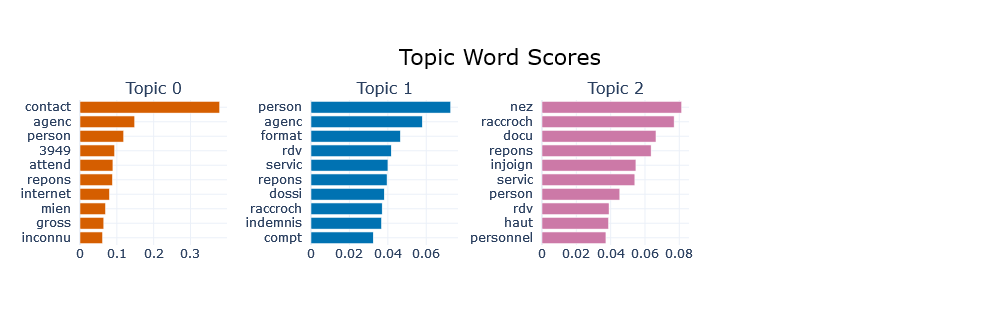 Topic Word Scores
Topic 0
contact
agenc
person
3949
attend
repons
internet
mien
gross
inconnu
0 0.1 0.2 0.3
Topic 1
person
agenc
format
rdv
servic
repons
dossi
raccroch
indemnis
compt
0 0.02 0.04 0.06
Topic 2
nez
raccroch
docu
repons
injoign
servic
person
rdv
haut
personnel
0 0.02 0.04 0.06 0.08